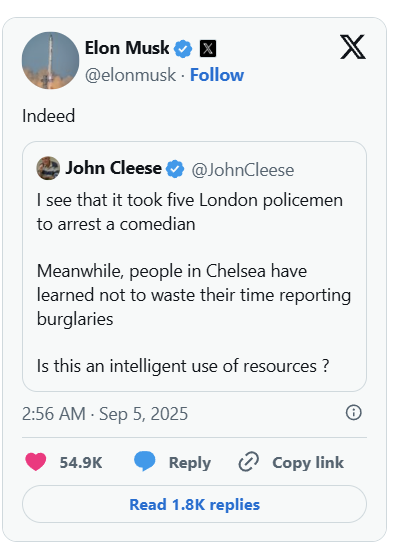 Elon Musk
@elonmusk · Follow
Indeed
John Cleese @JohnCleese
I see that it took five London policemen
to arrest a comedian
Meanwhile, people in Chelsea have
learned not to waste their time reporting
burglaries
Is this an intelligent use of resources ?
2:56 AM · Sep 5, 2025
54.9K Reply Copy link
Read 1.8K replies